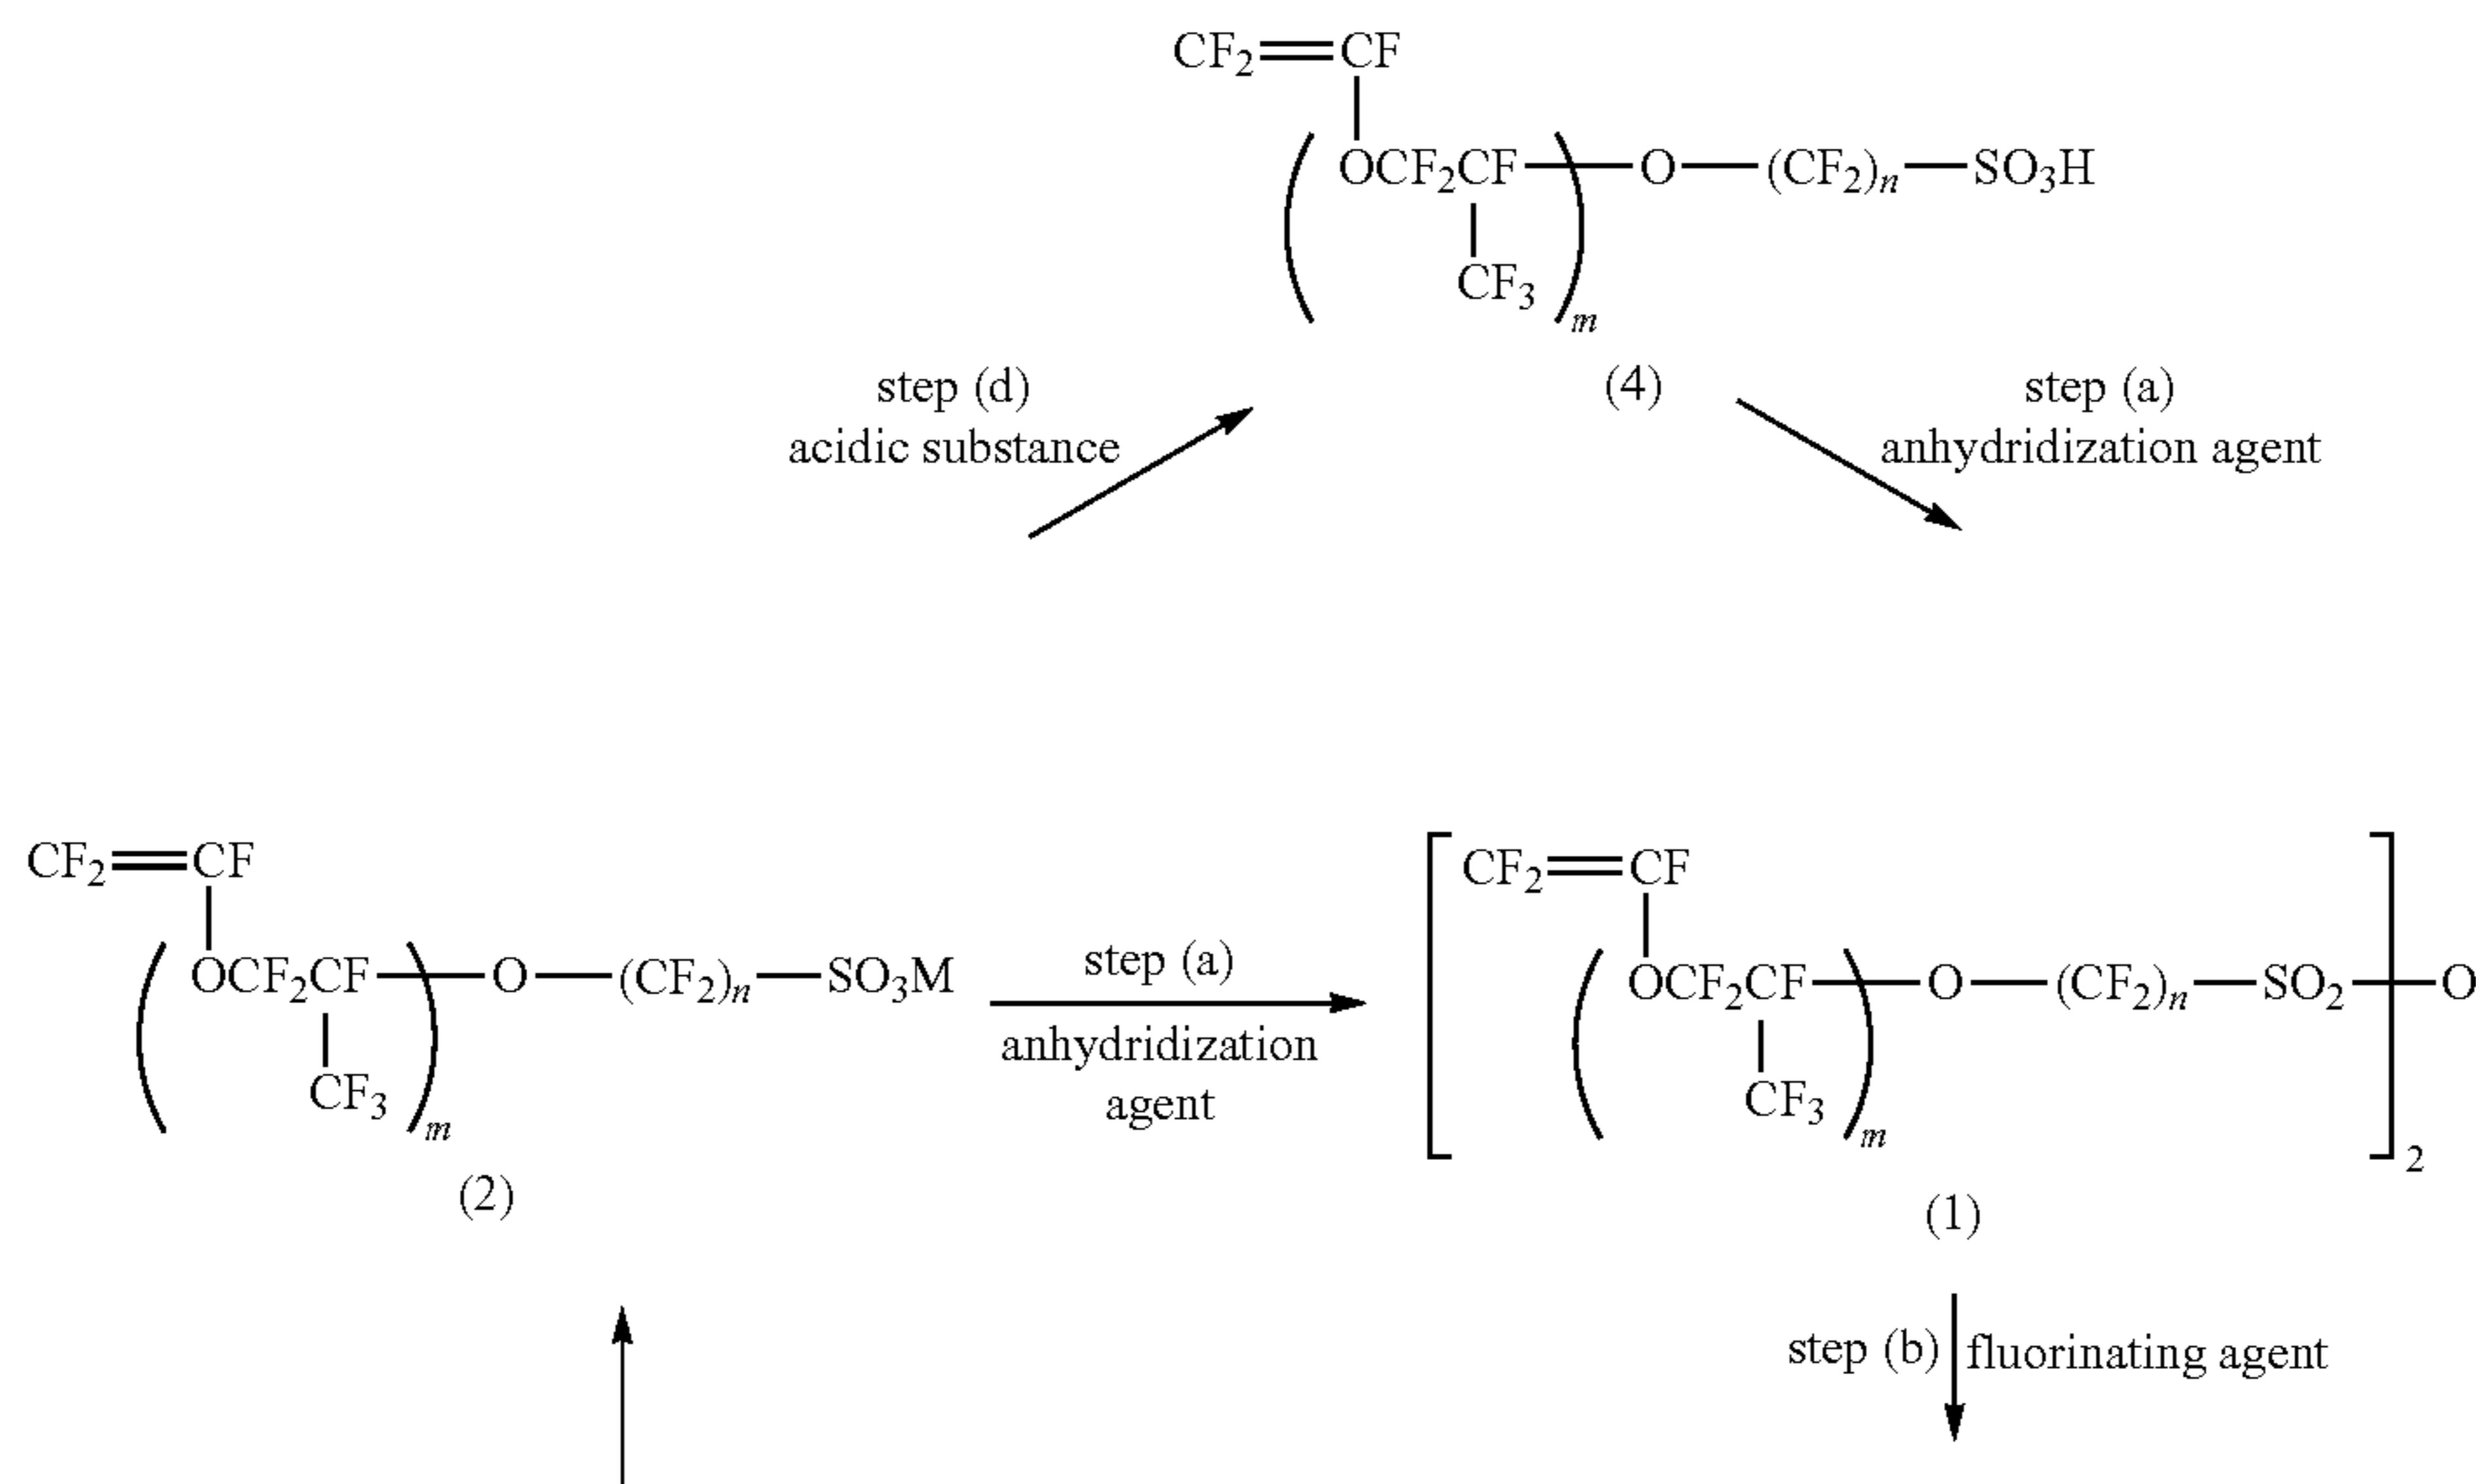 CF2=CF
(OCF2CF—)m—O—(CF2)n—SO3H
CF3
(4)
step (d)
acidic substance
step (a)
anhydridization agent
CF2=CF
(OCF2CF—)m—O—(CF2)n—SO3M
CF3
(2)
step (a)
anhydridization
agent
[CF2=CF
(OCF2CF—)m—O—(CF2)n—SO2—]2—O
CF3
(1)
step (b) fluorinating agent